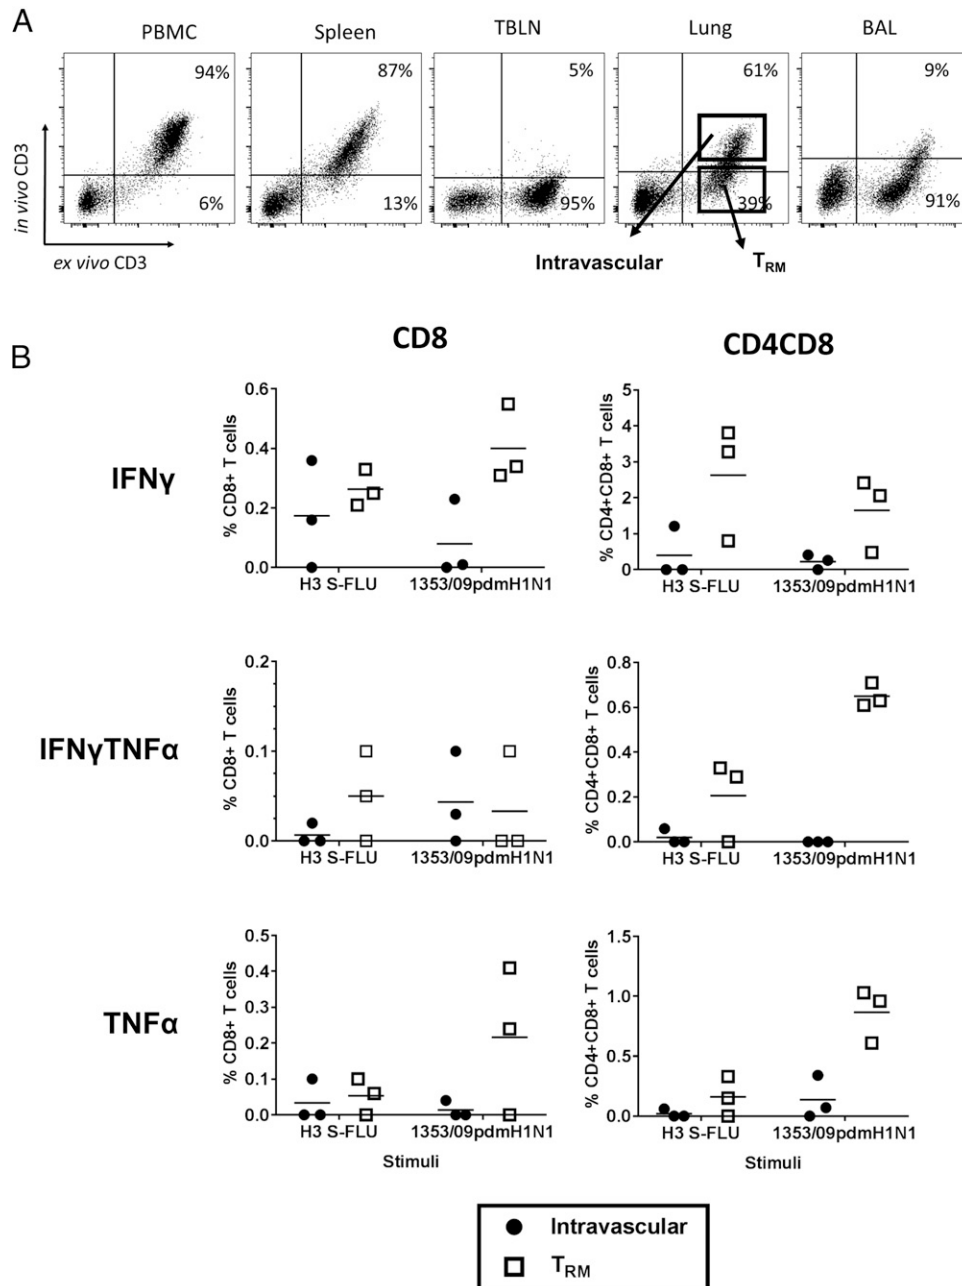 A
PBMC Spleen TBLN Lung BAL
94% 87% 5% 61% 9%
6% 13% 95% 39% 91%
in vivo CD3
ex vivo CD3
Intravascular TRM
B
CD8 CD4CD8
IFNγ
% CD8+ T cells
0.6
0.4
0.2
0.0
H3 S-FLU 1353/09pdmH1N1
% CD4+CD8+ T cells
5
4
3
2
1
0
H3 S-FLU 1353/09pdmH1N1
IFNγTNFα
% CD8+ T cells
0.2
0.1
0.0
H3 S-FLU 1353/09pdmH1N1
% CD4+CD8+ T cells
0.8
0.6
0.4
0.2
0.0
H3 S-FLU 1353/09pdmH1N1
TNFα
% CD8+ T cells
0.5
0.4
0.3
0.2
0.1
0.0
H3 S-FLU 1353/09pdmH1N1
Stimuli
% CD4+CD8+ T cells
1.5
1.0
0.5
0.0
H3 S-FLU 1353/09pdmH1N1
Stimuli
Intravascular
TRM